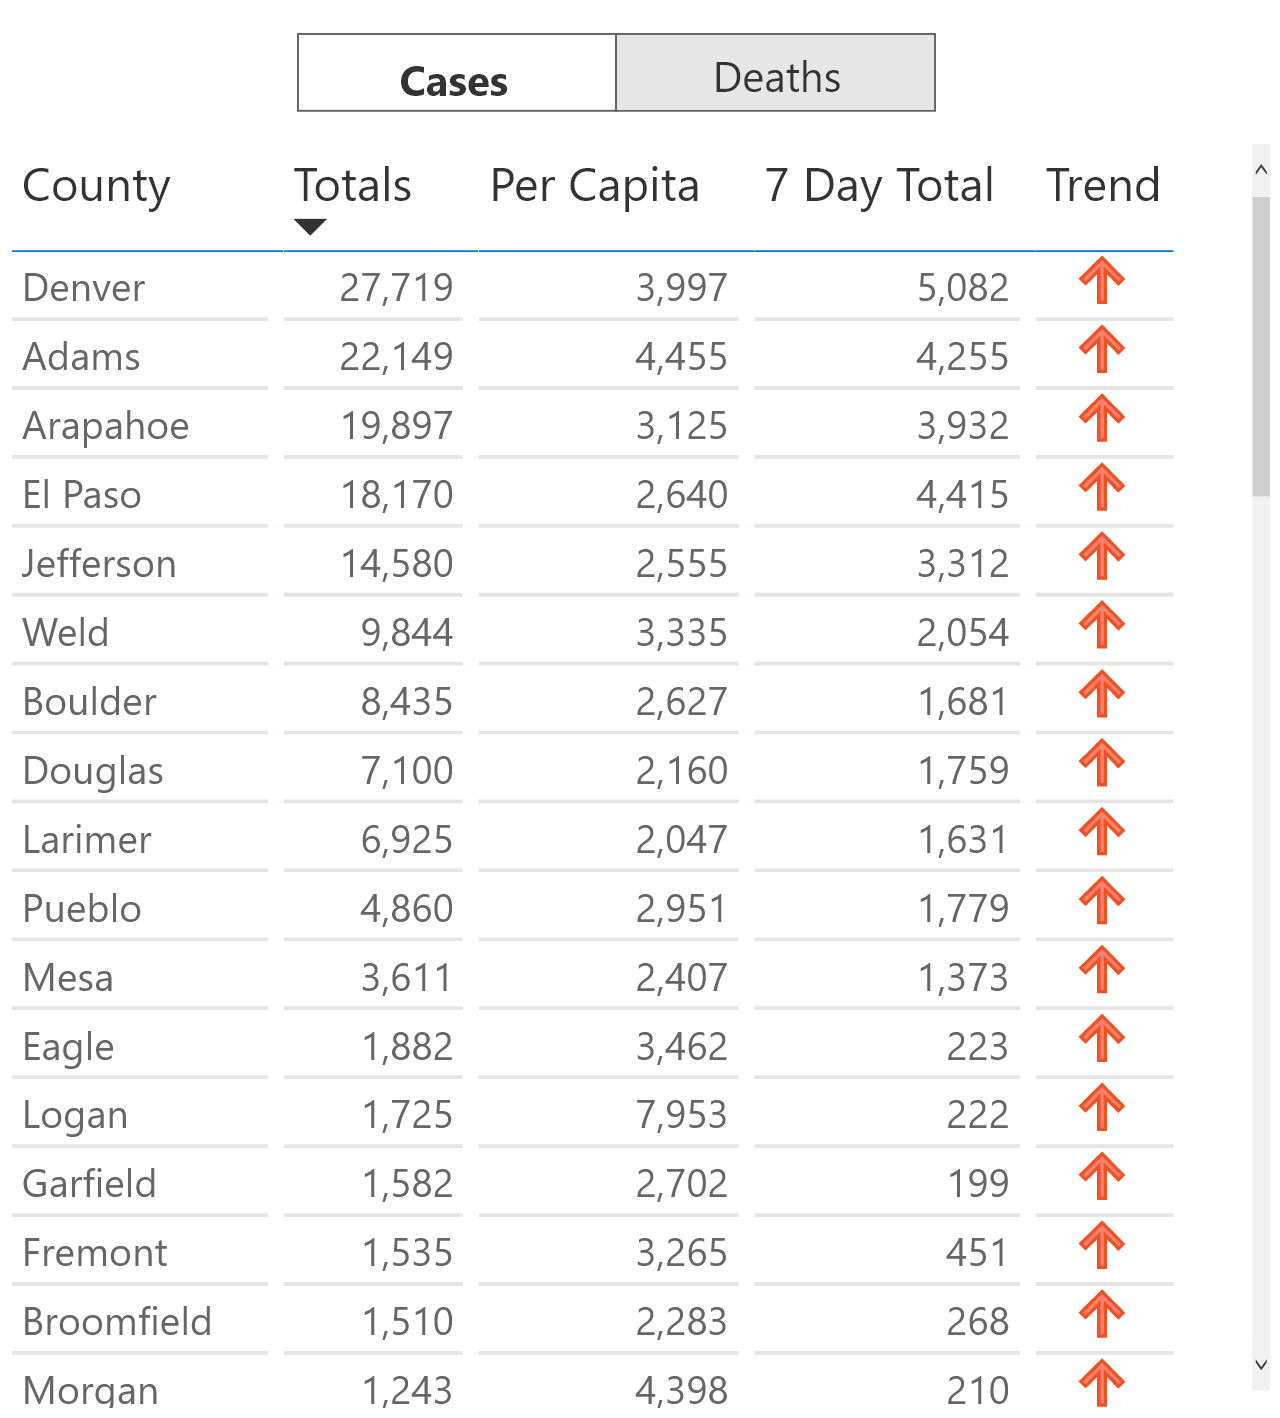 Cases Deaths
County Totals Per Capita 7 Day Total Trend
Denver 27,719 3,997 5,082
Adams 22,149 4,455 4,255
Arapahoe 19,897 3,125 3,932
El Paso 18,170 2,640 4,415
Jefferson 14,580 2,555 3,312
Weld 9,844 3,335 2,054
Boulder 8,435 2,627 1,681
Douglas 7,100 2,160 1,759
Larimer 6,925 2,047 1,631
Pueblo 4,860 2,951 1,779
Mesa 3,611 2,407 1,373
Eagle 1,882 3,462 223
Logan 1,725 7,953 222
Garfield 1,582 2,702 199
Fremont 1,535 3,265 451
Broomfield 1,510 2,283 268
Morgan 1,243 4,398 210